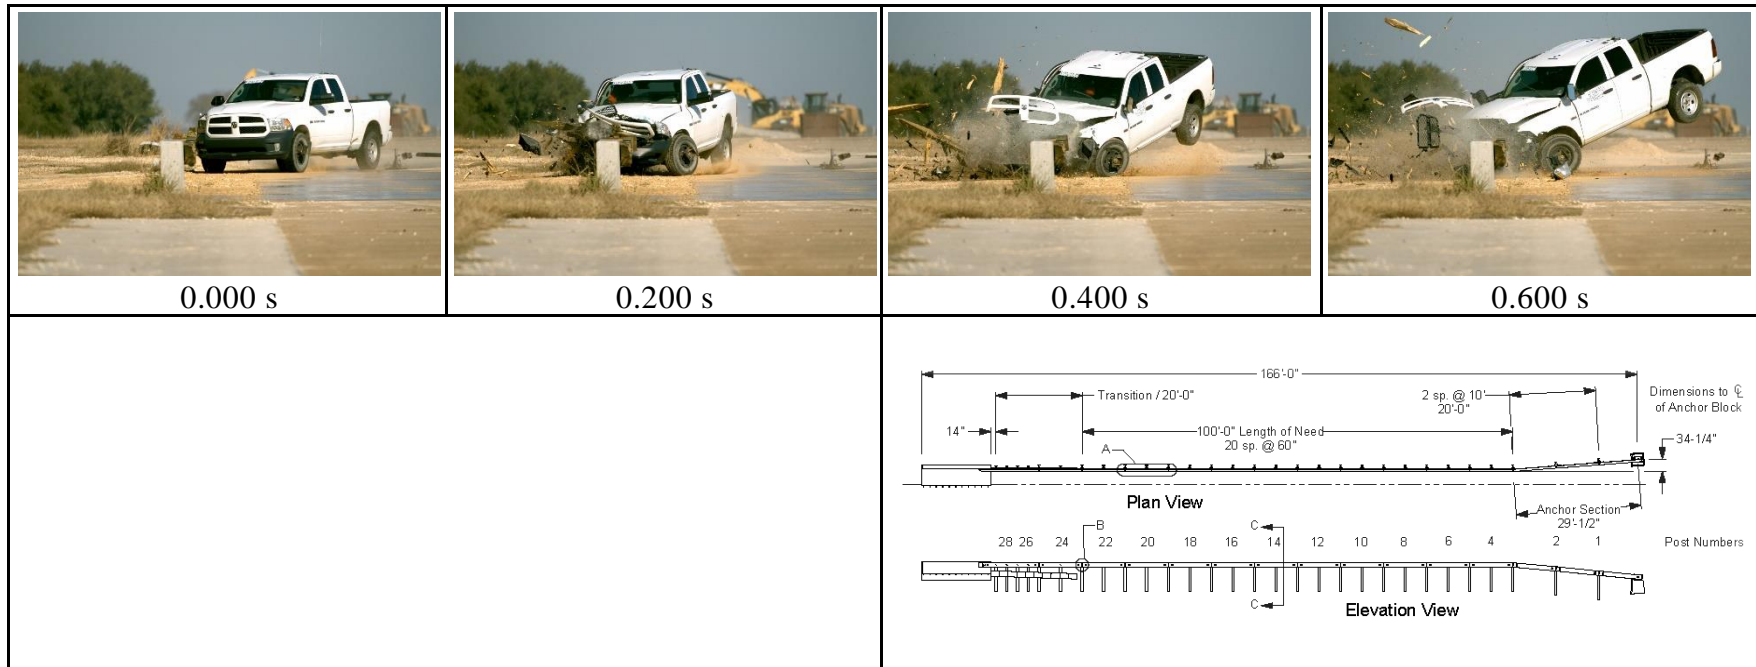 0.000 s
0.200 s
0.400 s
0.600 s
166'-0"
Transition / 20'-0"
2 sp. @ 10'
20'-0"
Dimensions to ℄
of Anchor Block
14"
100'-0" Length of Need
20 sp. @ 60"
34-1/4"
A
Plan View
Anchor Section
29'-1/2"
B
C
28 26 24 22 20 18 16 14 12 10 8 6 4 2 1 Post Numbers
C
Elevation View